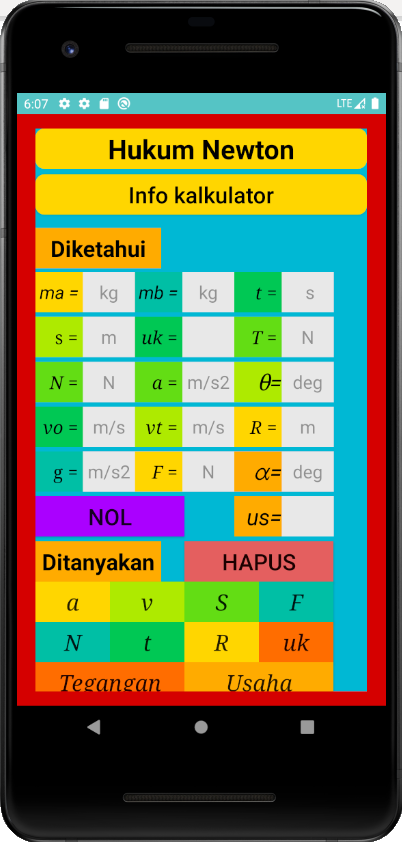 6:07 LTE
Hukum Newton
Info kalkulator
Diketahui
ma = kg mb = kg t = s
s = m uk = T = N
N = N a = m/s2 θ= deg
vo = m/s vt = m/s R = m
g = m/s2 F = N α= deg
NOL us=
Ditanyakan HAPUS
a v S F
N t R uk
Tegangan Usaha